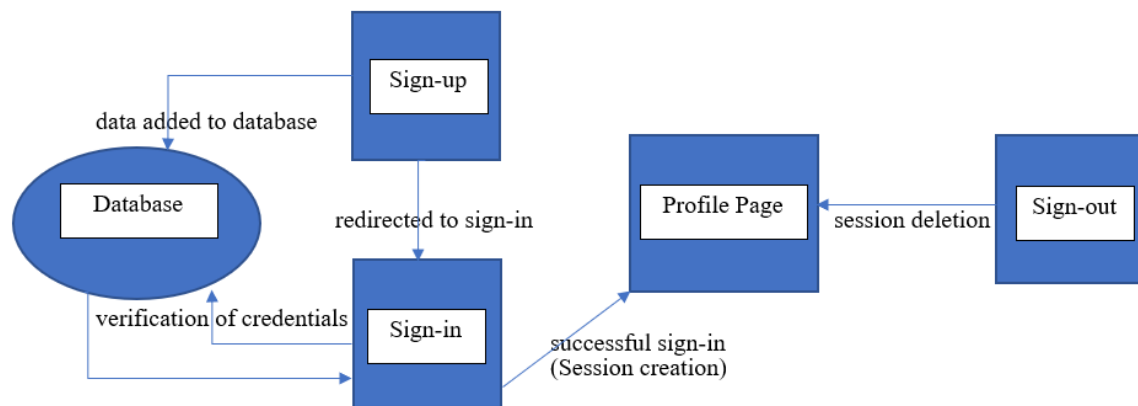 Sign-up
data added to database
Database
redirected to sign-in
Profile Page
session deletion
Sign-out
verification of credentials
Sign-in
successful sign-in
(Session creation)